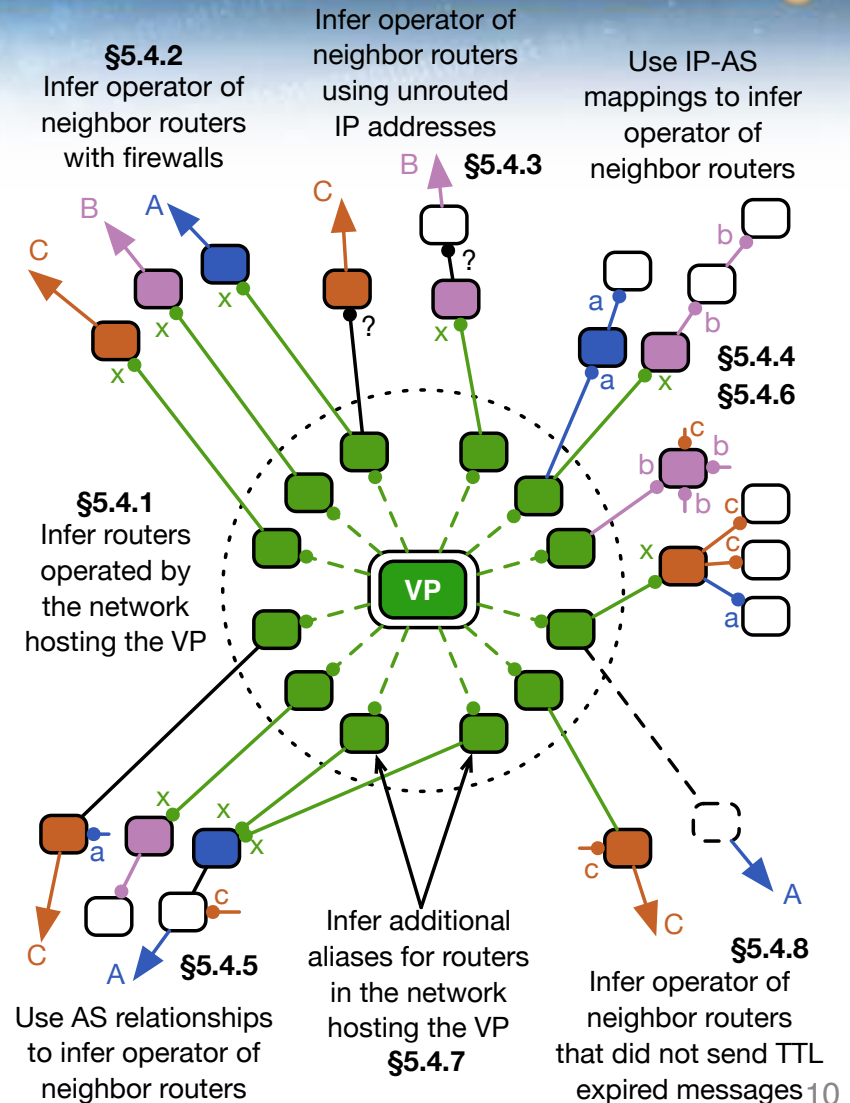 §5.4.2
Infer operator of
neighbor routers
with firewalls
Infer operator of
neighbor routers
using unrouted
IP addresses
§5.4.3
Use IP-AS
mappings to infer
operator of
neighbor routers
C
B
A
x
x
x
C
?
B
?
x
a
a
b
b
x
§5.4.4
§5.4.6
c
b
b
b
x
c
c
a
§5.4.1
Infer routers
operated by
the network
hosting the VP
VP
a
C
x
x
x
c
A
§5.4.5
Use AS relationships
to infer operator of
neighbor routers
Infer additional
aliases for routers
in the network
hosting the VP
§5.4.7
c
C
A
§5.4.8
Infer operator of
neighbor routers
that did not send TTL
expired messages
10